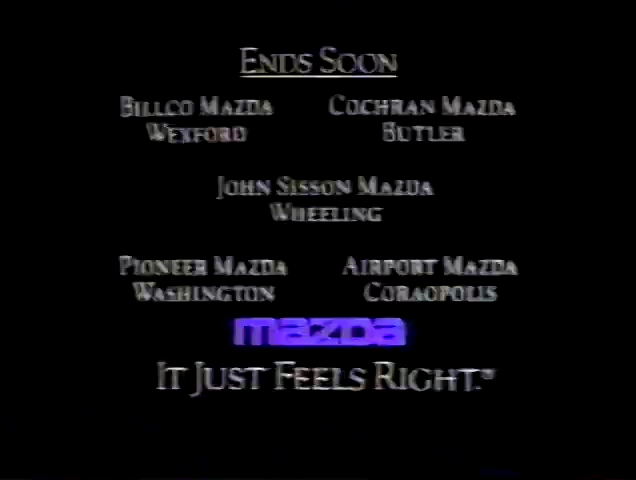 ENDS SOON
BILLCO MAZDA
WEXFORD
COCHRAN MAZDA
BUTLER
JOHN SISSON MAZDA
WHEELING
PIONEER MAZDA
WASHINGTON
AIRPORT MAZDA
CORAOPOLIS
mazda
IT JUST FEELS RIGHT.®